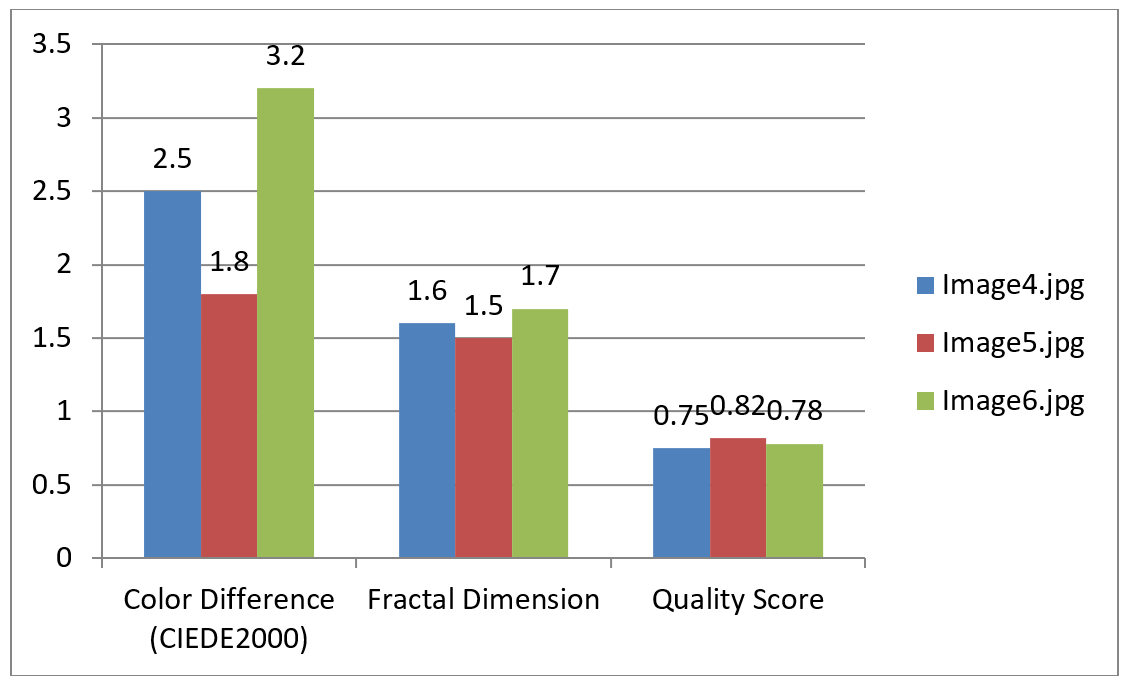 3.5
3
2.5
2
1.5
1
0.5
0
2.5
1.8
3.2
1.6
1.5
1.7
0.75
0.82
0.78
Color Difference
(CIEDE2000)
Fractal Dimension
Quality Score
Image4.jpg
Image5.jpg
Image6.jpg